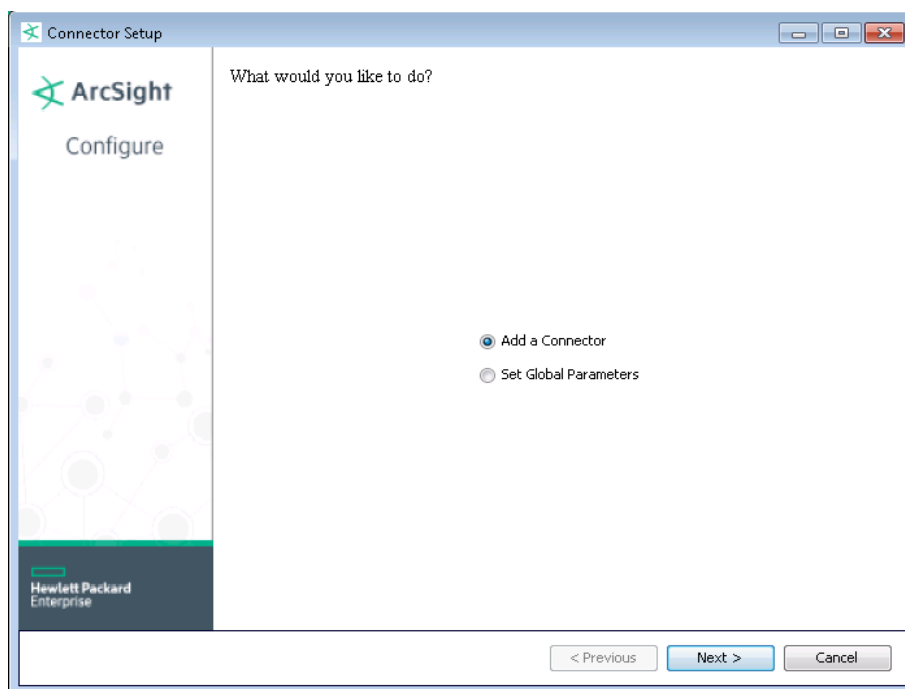 Connector Setup
ArcSight
Configure
What would you like to do?
Add a Connector
Set Global Parameters
Hewlett Packard
Enterprise
< Previous
Next >
Cancel